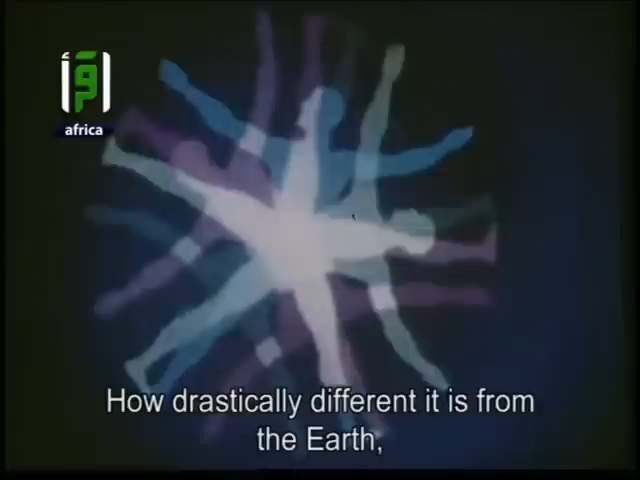 اقرأ
africa
How drastically different it is from
the Earth,